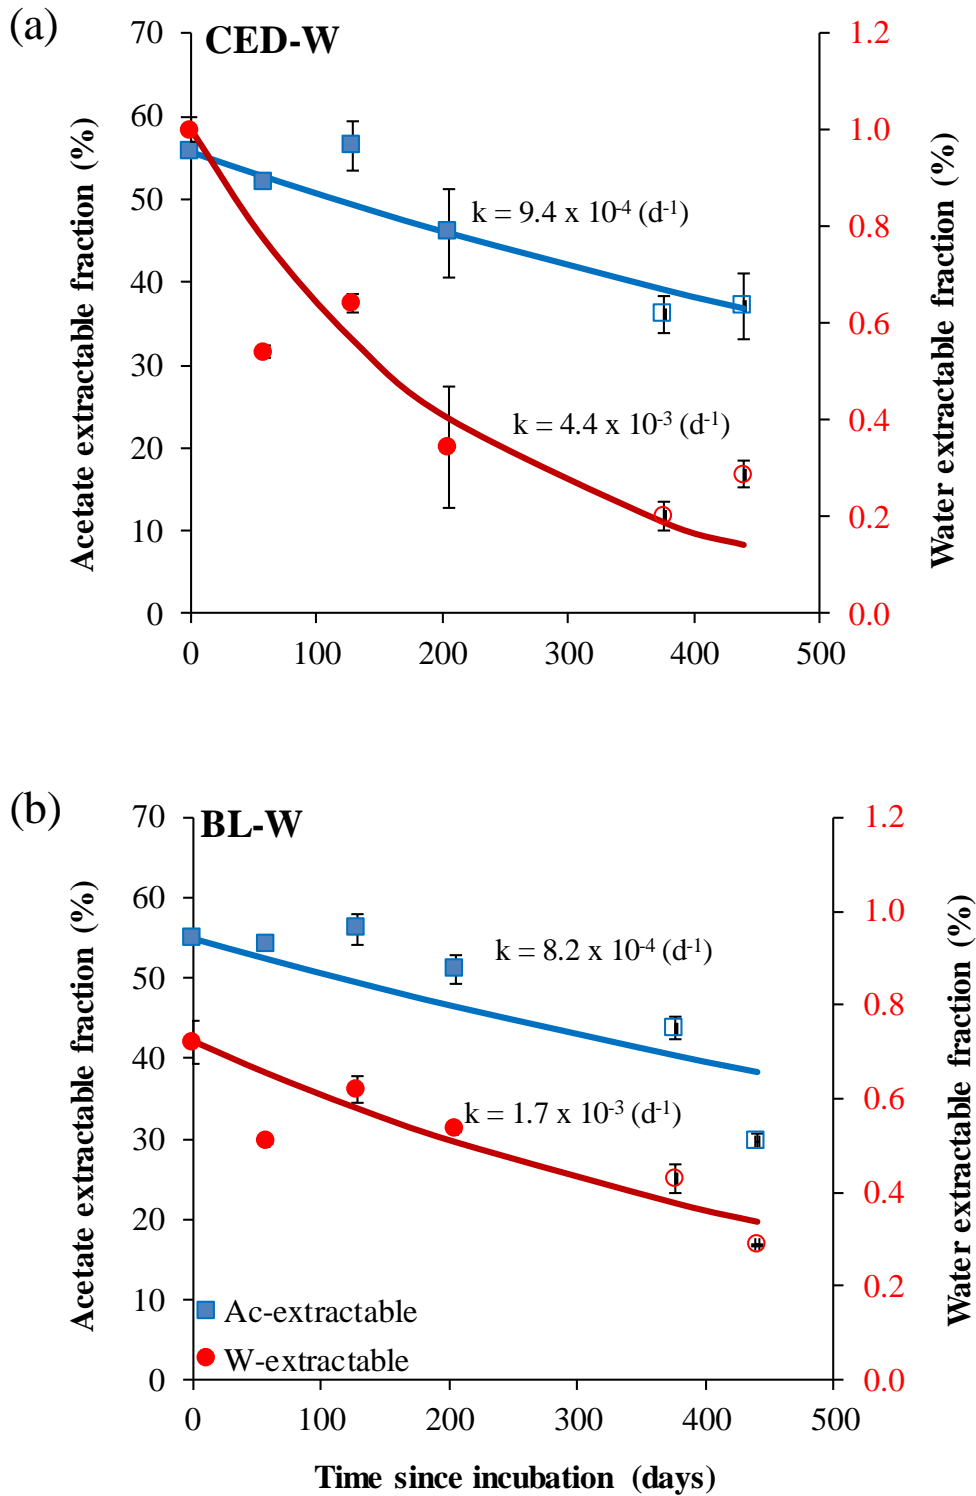 (a)
CED-W
70
60
50
40
30
20
10
0
Acetate extractable fraction (%)
1.2
1.0
0.8
0.6
0.4
0.2
0.0
Water extractable fraction (%)
k = 9.4 x 10⁻⁴ (d⁻¹)
k = 4.4 x 10⁻³ (d⁻¹)
0 100 200 300 400 500
(b)
BL-W
70
60
50
40
30
20
10
0
Acetate extractable fraction (%)
1.2
1.0
0.8
0.6
0.4
0.2
0.0
Water extractable fraction (%)
k = 8.2 x 10⁻⁴ (d⁻¹)
k = 1.7 x 10⁻³ (d⁻¹)
Ac-extractable
W-extractable
0 100 200 300 400 500
Time since incubation (days)